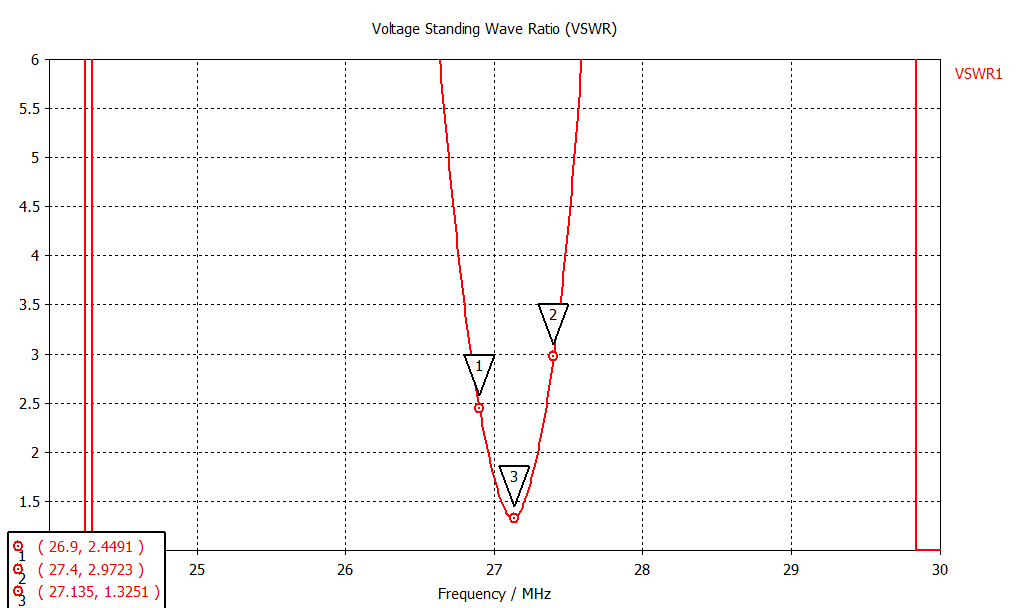 Voltage Standing Wave Ratio (VSWR)
6
VSWR1
5.5
5
4.5
4
3.5
3
2.5
2
1.5
1
2
3
1 ( 26.9, 2.4491 )
2 ( 27.4, 2.9723 )
3 ( 27.135, 1.3251 )
25 26 27 28 29 30
Frequency / MHz